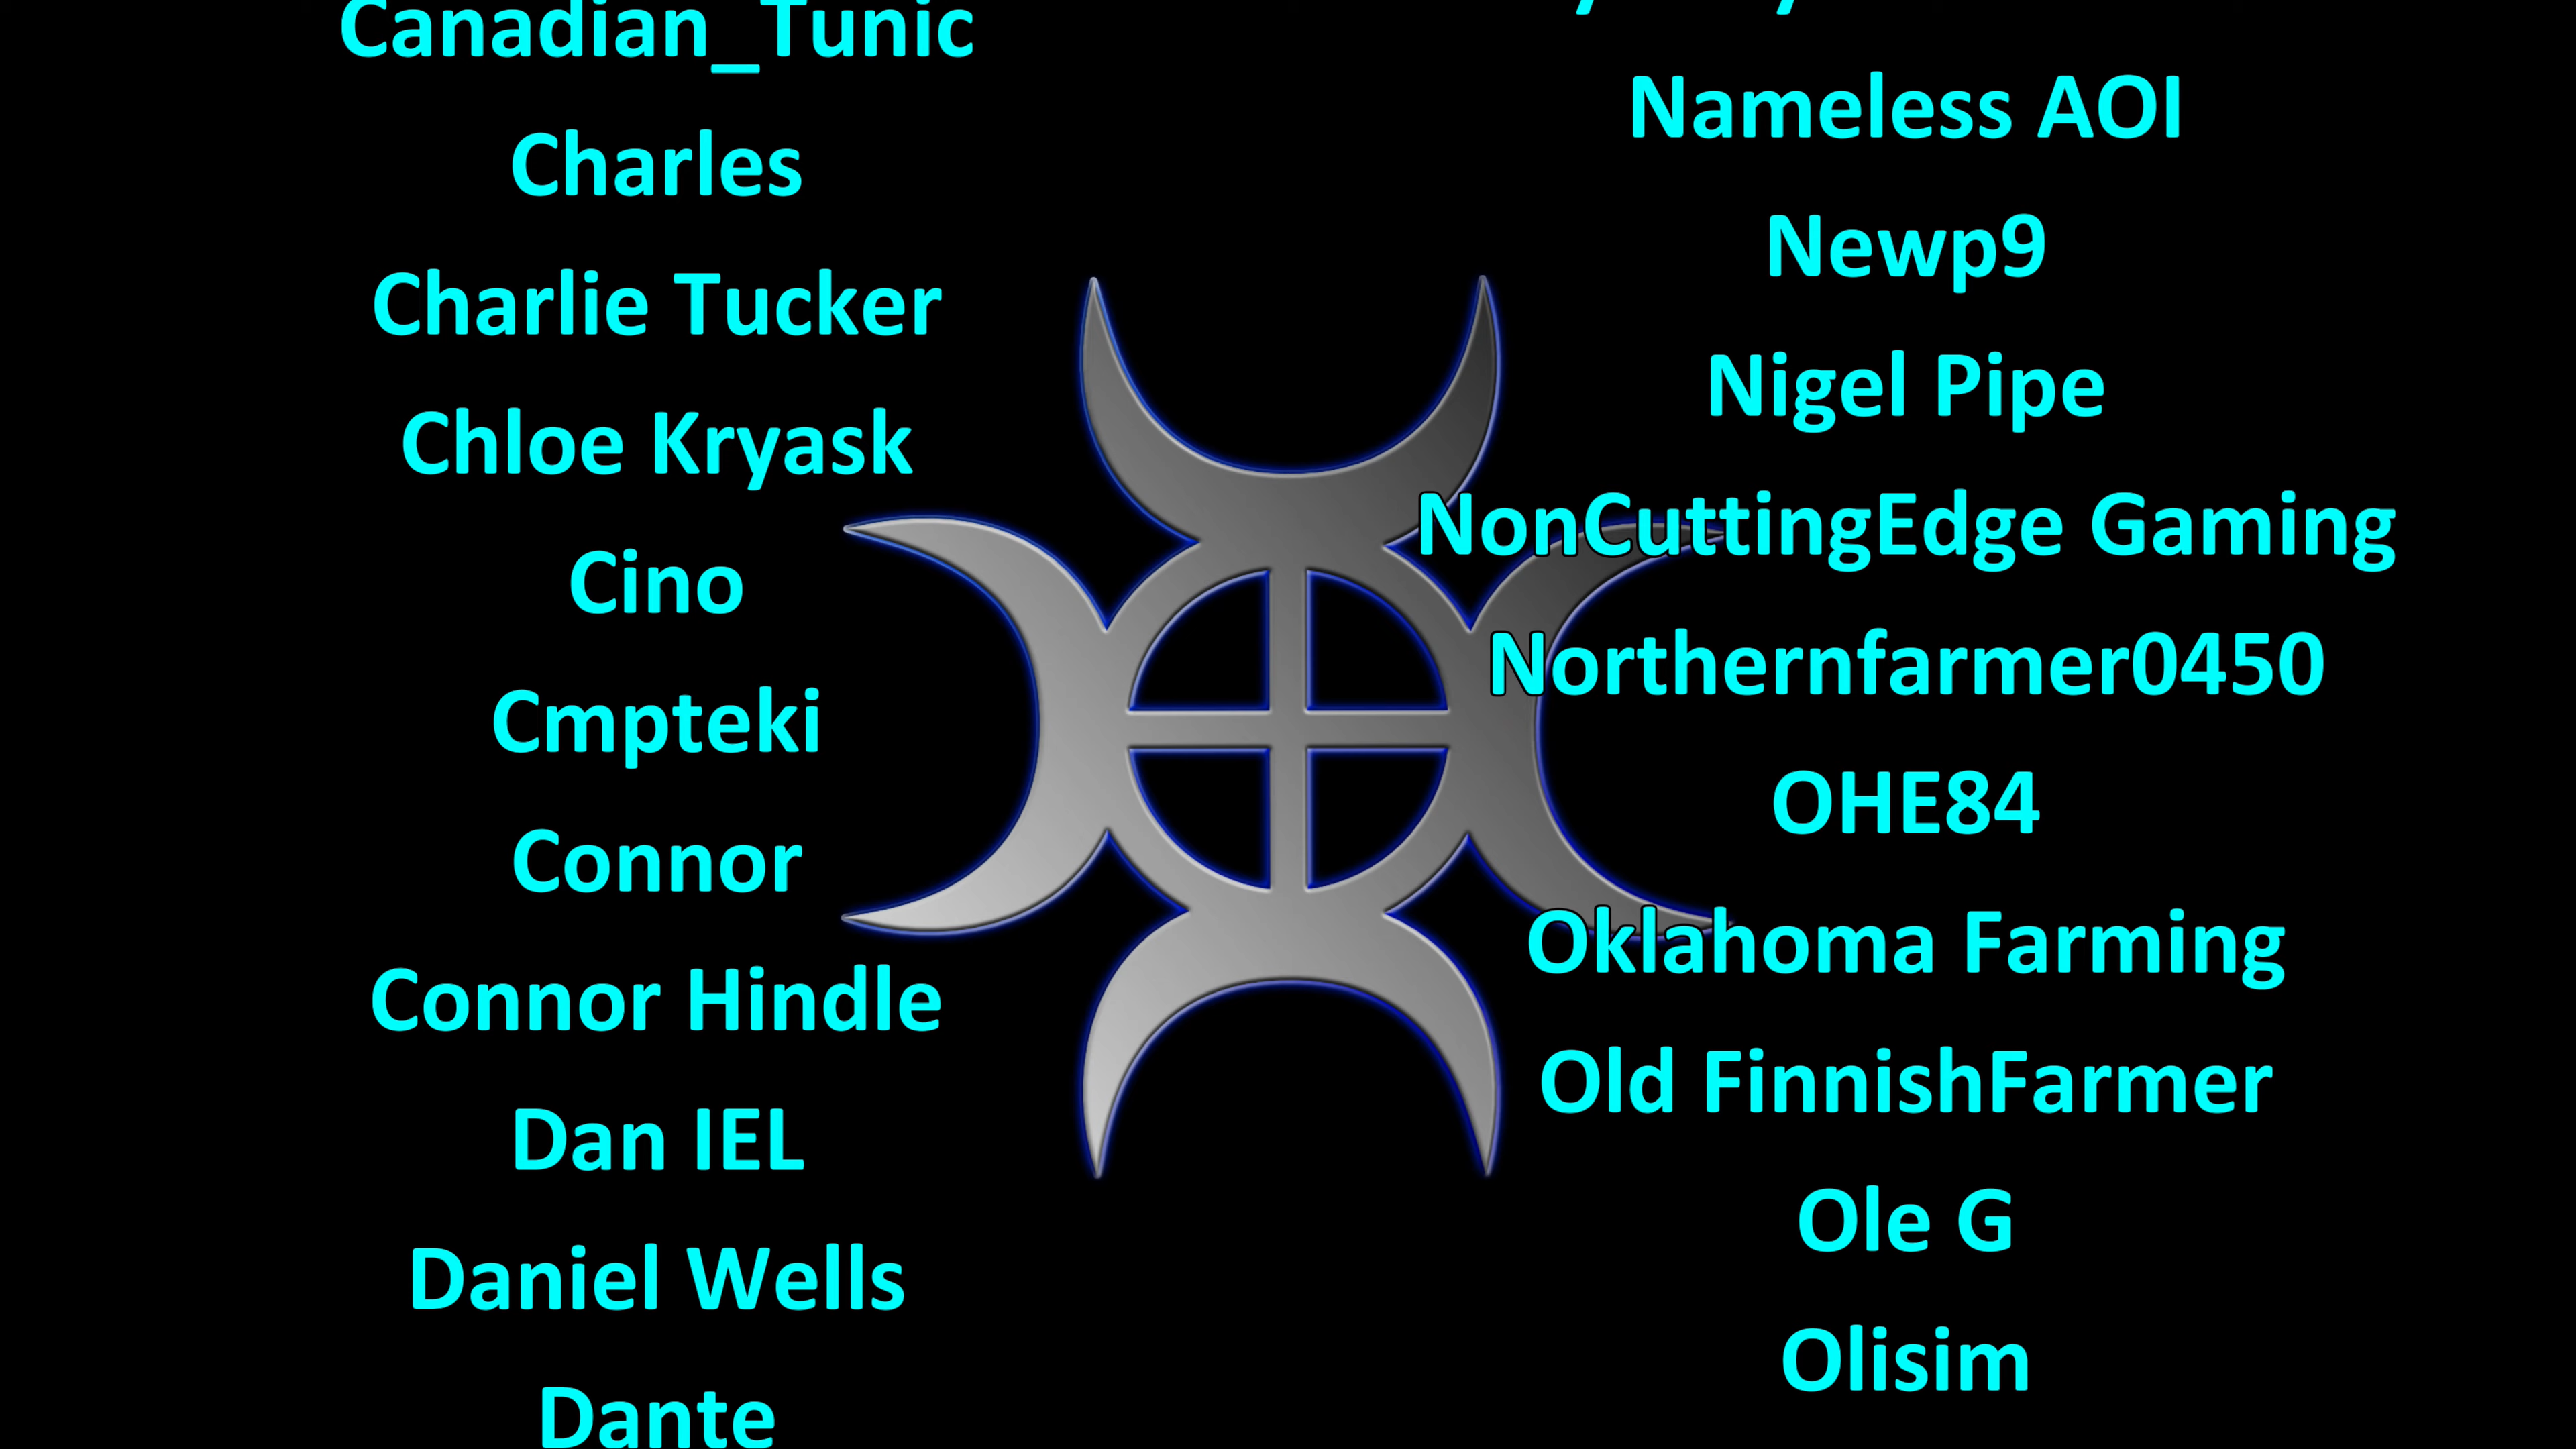 Canadian_Tunic
Charles
Charlie Tucker
Chloe Kryask
Cino
Cmpteki
Connor
Connor Hindle
Dan IEL
Daniel Wells
Dante
Nameless AOI
Newp9
Nigel Pipe
NonCuttingEdge Gaming
Northernfarmer0450
OHE84
Oklahoma Farming
Old FinnishFarmer
Ole G
Olisim